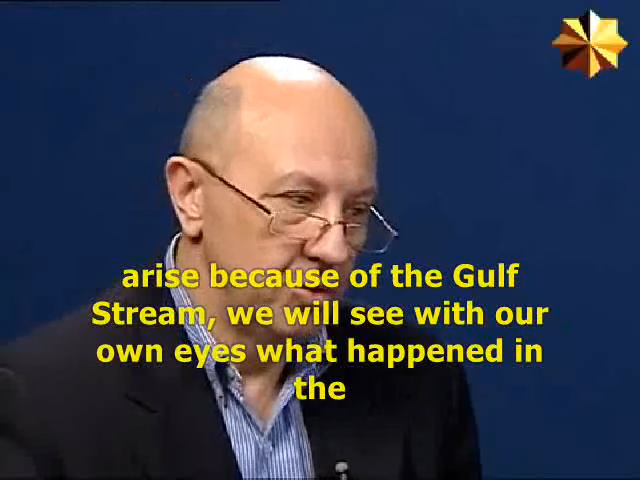 arise because of the Gulf
Stream, we will see with our
own eyes what happened in
the